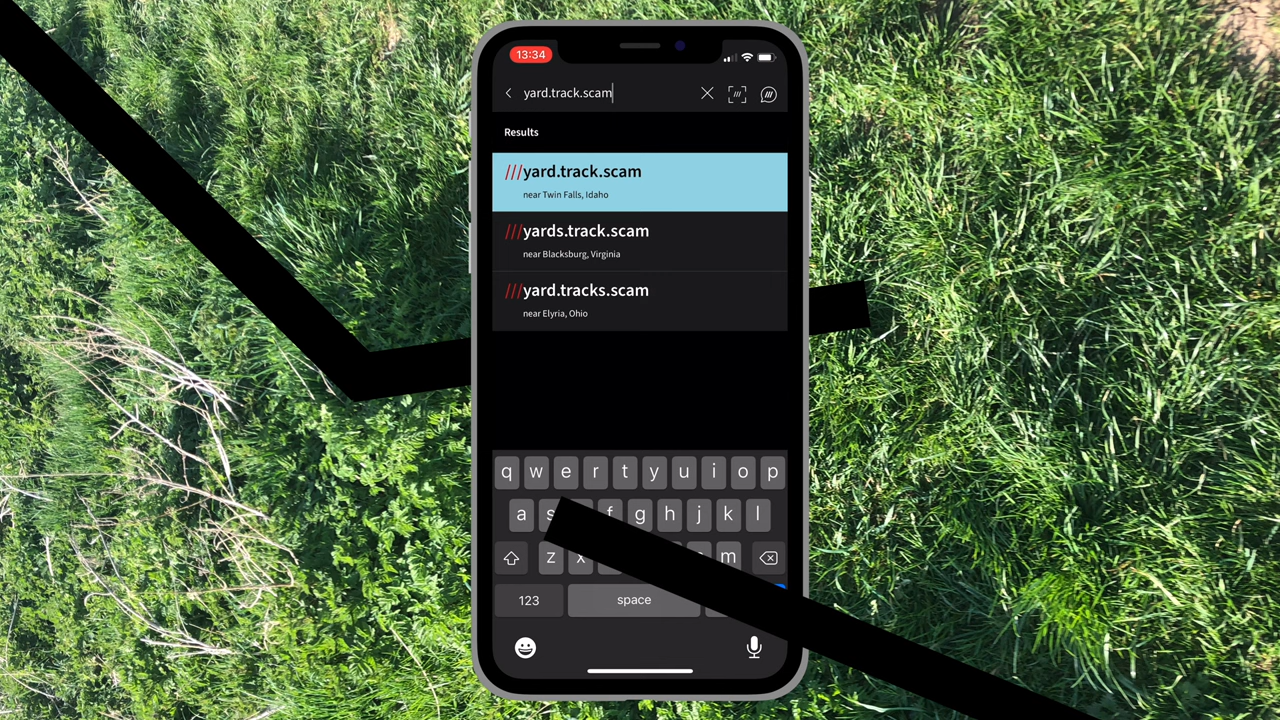 13:34
yard.track.scam
Results
///yard.track.scam
near Twin Falls, Idaho
///yards.track.scam
near Blacksburg, Virginia
///yard.tracks.scam
near Elyria, Ohio
q w e r t y u i o p
a s f g h j k l
z x m
123 space